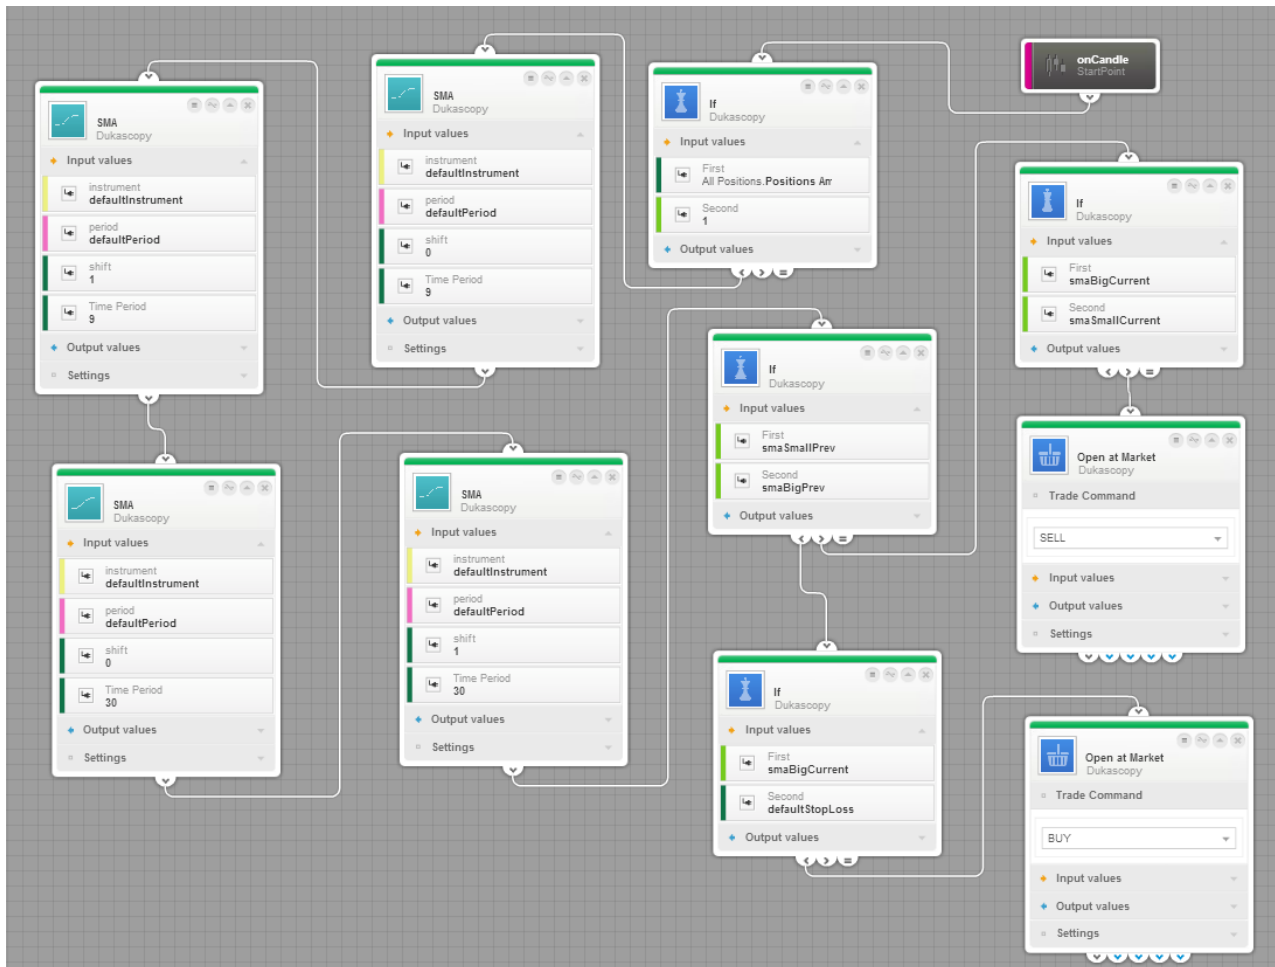 onCandle
StartPoint
SMA
Dukascopy
Input values
instrument
defaultInstrument
period
defaultPeriod
shift
1
Time Period
9
Output values
Settings
SMA
Dukascopy
Input values
instrument
defaultInstrument
period
defaultPeriod
shift
0
Time Period
9
Output values
Settings
If
Dukascopy
Input values
First
All Positions.Positions Am
Second
1
Output values
If
Dukascopy
Input values
First
smaBigCurrent
Second
smaSmallCurrent
Output values
SMA
Dukascopy
Input values
instrument
defaultInstrument
period
defaultPeriod
shift
0
Time Period
30
Output values
Settings
SMA
Dukascopy
Input values
instrument
defaultInstrument
period
defaultPeriod
shift
1
Time Period
30
Output values
Settings
If
Dukascopy
Input values
First
smaSmallPrev
Second
smaBigPrev
Output values
Open at Market
Dukascopy
Trade Command
SELL
Input values
Output values
Settings
If
Dukascopy
Input values
First
smaBigCurrent
Second
defaultStopLoss
Output values
Open at Market
Dukascopy
Trade Command
BUY
Input values
Output values
Settings